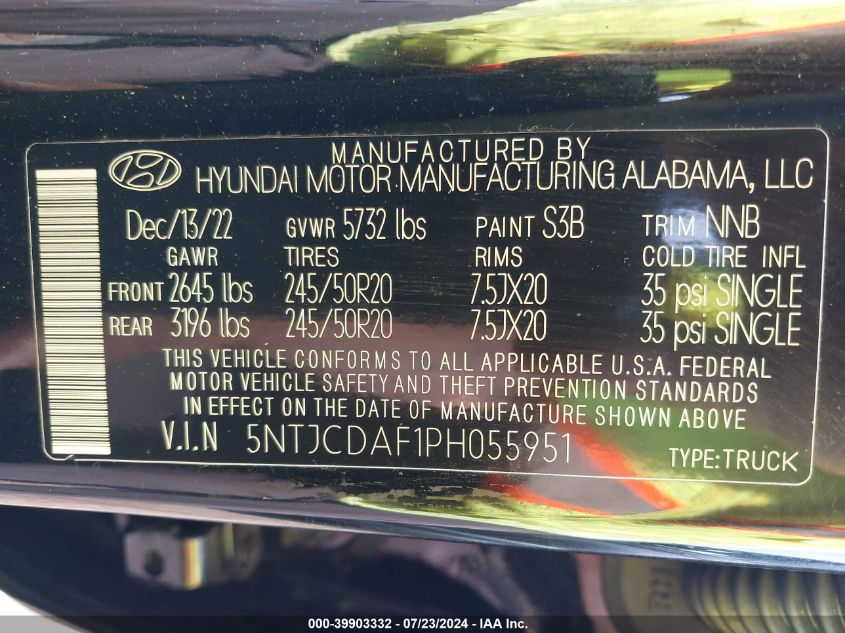 MANUFACTURED BY
HYUNDAI MOTOR MANUFACTURING ALABAMA, LLC
Dec/13/22 GVWR 5732 lbs PAINT S3B TRIM NNB
GAWR TIRES RIMS COLD TIRE INFL
FRONT 2645 lbs 245/50R20 7.5JX20 35 psi SINGLE
REAR 3196 lbs 245/50R20 7.5JX20 35 psi SINGLE
THIS VEHICLE CONFORMS TO ALL APPLICABLE U.S.A. FEDERAL
MOTOR VEHICLE SAFETY AND THEFT PREVENTION STANDARDS
IN EFFECT ON THE DATE OF MANUFACTURE SHOWN ABOVE
V.I.N 5NTJCDAF1PH055951 TYPE:TRUCK
000-39903332 - 07/23/2024 - IAA Inc.